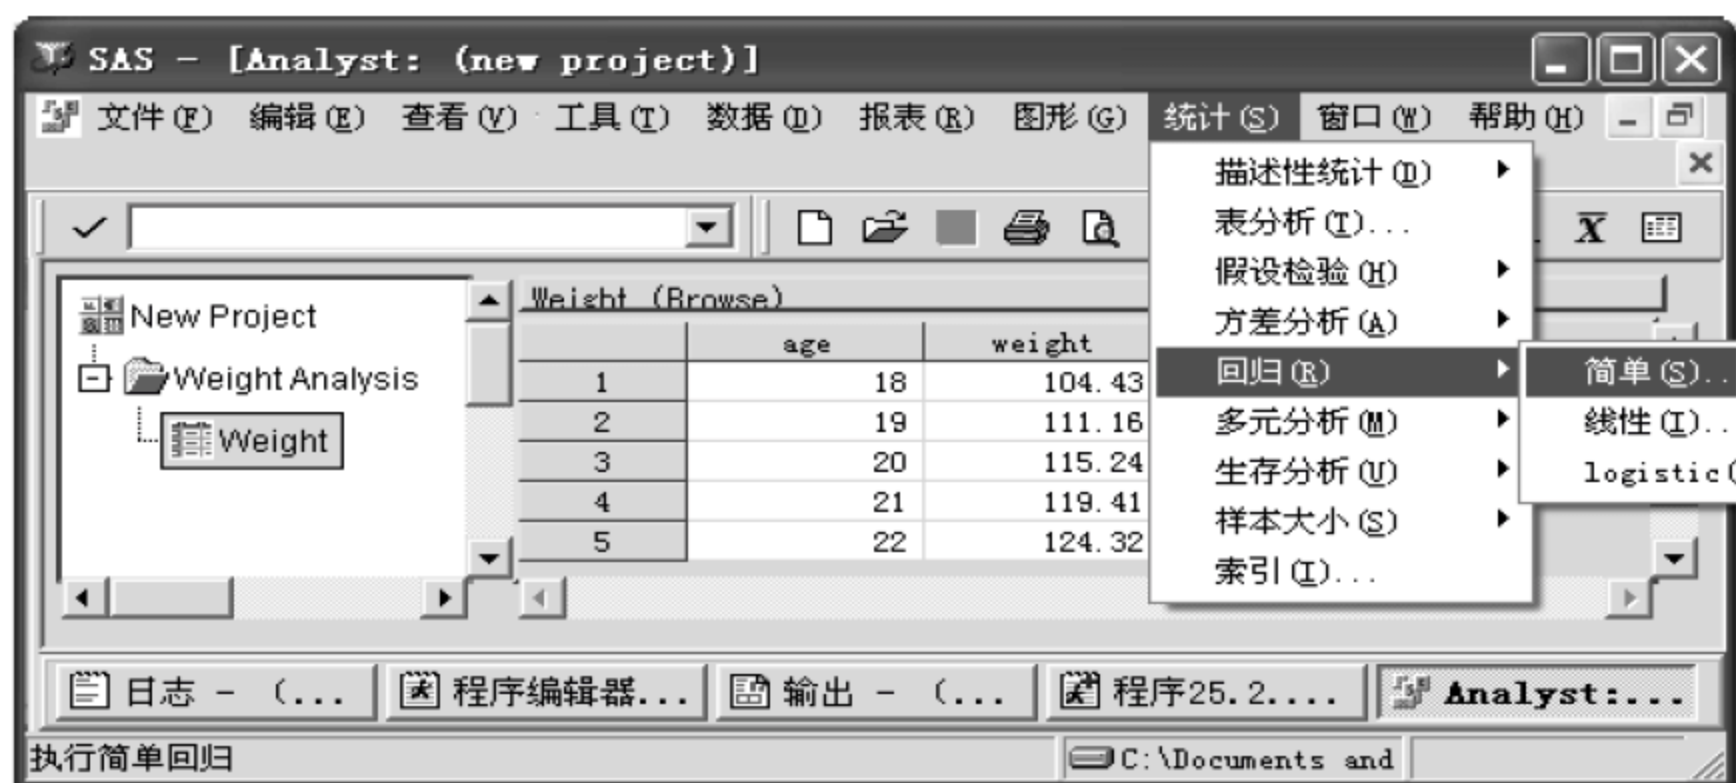 SAS - [Analyst: (new project)]
文件(F) 编辑(E) 查看(V) 工具(T) 数据(D) 报表(R) 图形(G) 统计(S) 窗口(W) 帮助(H)
描述性统计(D)
表分析(T)...
假设检验(H)
方差分析(A)
回归(R)
多元分析(M)
生存分析(U)
样本大小(S)
索引(I)...
简单(S)..
线性(I)..
logistic(
New Project
Weight Analysis
Weight
Weight (Browse)
age weight
1 18 104.43
2 19 111.16
3 20 115.24
4 21 119.41
5 22 124.32
日志 - (... 程序编辑器... 输出 - (... 程序25.2.... Analyst:...
执行简单回归 C:\Documents and